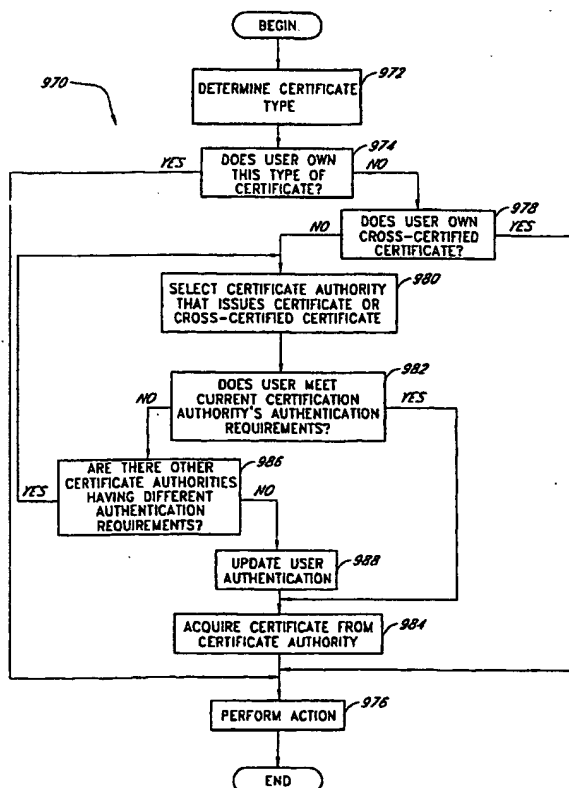 BEGIN
972
970
DETERMINE CERTIFICATE
TYPE
974
YES
DOES USER OWN
THIS TYPE OF
CERTIFICATE?
NO
978
NO
DOES USER OWN
CROSS-CERTIFIED
CERTIFICATE?
YES
980
SELECT CERTIFICATE AUTHORITY
THAT ISSUES CERTIFICATE OR
CROSS-CERTIFIED CERTIFICATE
982
NO
DOES USER MEET
CURRENT CERTIFICATION
AUTHORITY'S AUTHENTICATION
REQUIREMENTS?
YES
986
YES
ARE THERE OTHER
CERTIFICATE AUTHORITIES
HAVING DIFFERENT
AUTHENTICATION
REQUIREMENTS?
NO
UPDATE USER
AUTHENTICATION
988
ACQUIRE CERTIFICATE FROM
CERTIFICATE AUTHORITY
984
PERFORM ACTION
976
END